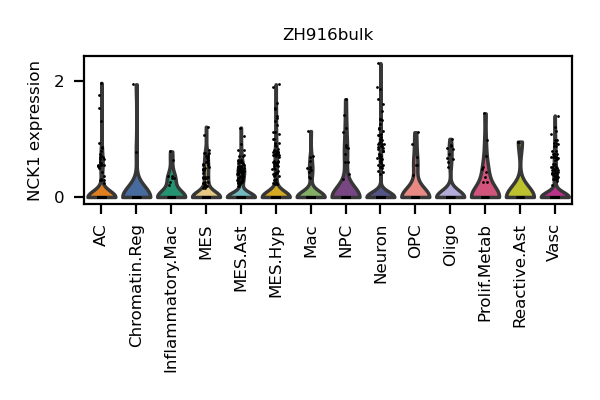 ZH916bulk
NCK1 expression
2
0
AC
Chromatin.Reg
Inflammatory.Mac
MES
MES.Ast
MES.Hyp
Mac
NPC
Neuron
OPC
Oligo
Prolif.Metab
Reactive.Ast
Vasc